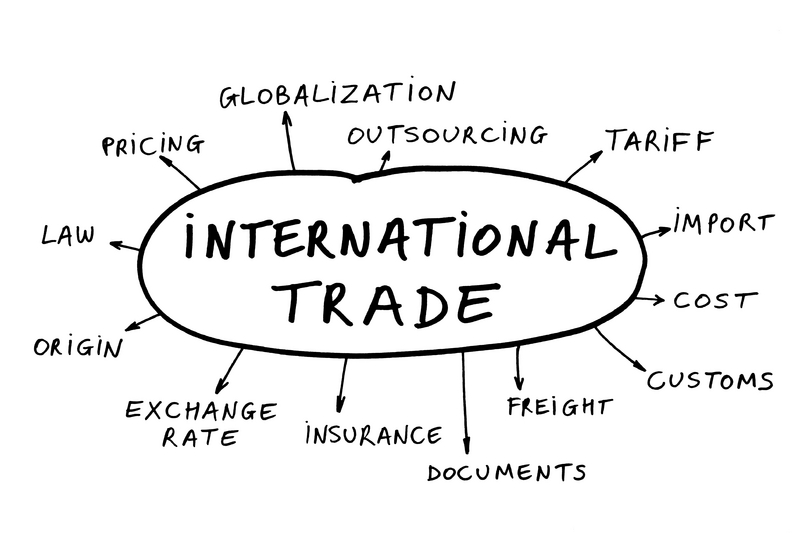 GLOBALIZATION
PRICING
OUTSOURCING
TARIFF
LAW
INTERNATIONAL
TRADE
IMPORT
COST
ORIGIN
CUSTOMS
EXCHANGE
RATE
INSURANCE
FREIGHT
DOCUMENTS